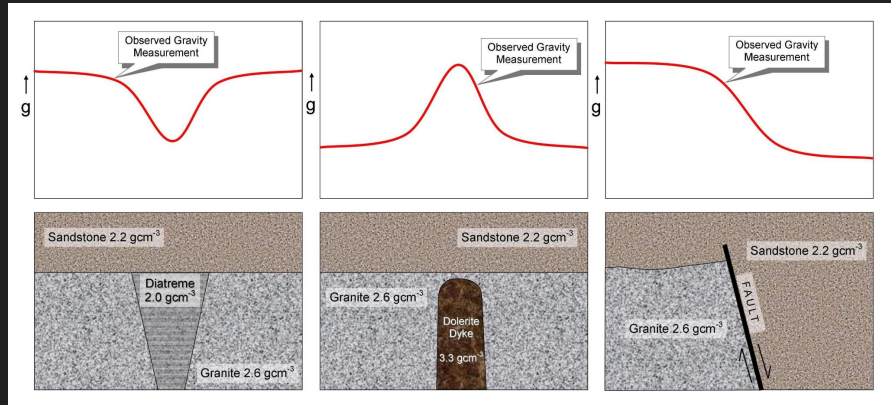 Observed Gravity
Measurement
g
Sandstone 2.2 gcm⁻³
Diatreme
2.0 gcm⁻³
Granite 2.6 gcm⁻³
Observed Gravity
Measurement
g
Sandstone 2.2 gcm⁻³
Granite 2.6 gcm⁻³
Dolerite
Dyke
3.3 gcm⁻³
Observed Gravity
Measurement
g
Sandstone 2.2 gcm⁻³
FAULT
Granite 2.6 gcm⁻³